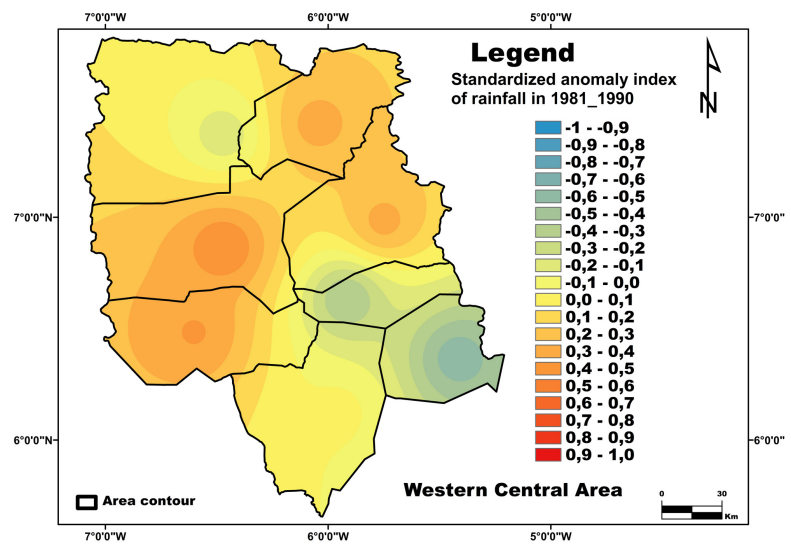 7°0'0"W 6°0'0"W 5°0'0"W
Legend
Standardized anomaly index
of rainfall in 1981_1990
N
-1 - -0,9
-0,9 - -0,8
-0,8 - -0,7
-0,7 - -0,6
-0,6 - -0,5
-0,5 - -0,4
-0,4 - -0,3
-0,3 - -0,2
-0,2 - -0,1
-0,1 - 0,0
0,0 - 0,1
0,1 - 0,2
0,2 - 0,3
0,3 - 0,4
0,4 - 0,5
0,5 - 0,6
0,6 - 0,7
0,7 - 0,8
0,8 - 0,9
0,9 - 1,0
7°0'0"N 7°0'0"N
6°0'0"N 6°0'0"N
Western Central Area
Area contour
0 30
Km
7°0'0"W 6°0'0"W 5°0'0"W